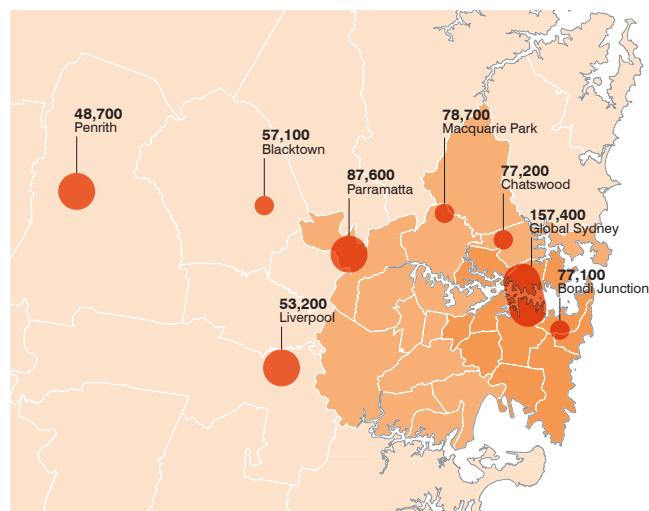 78,700
Macquarie Park
48,700
Penrith
57,100
Blacktown
87,600
Parramatta
77,200
Chatswood
157,400
Global Sydney
77,100
Bondi Junction
53,200
Liverpool